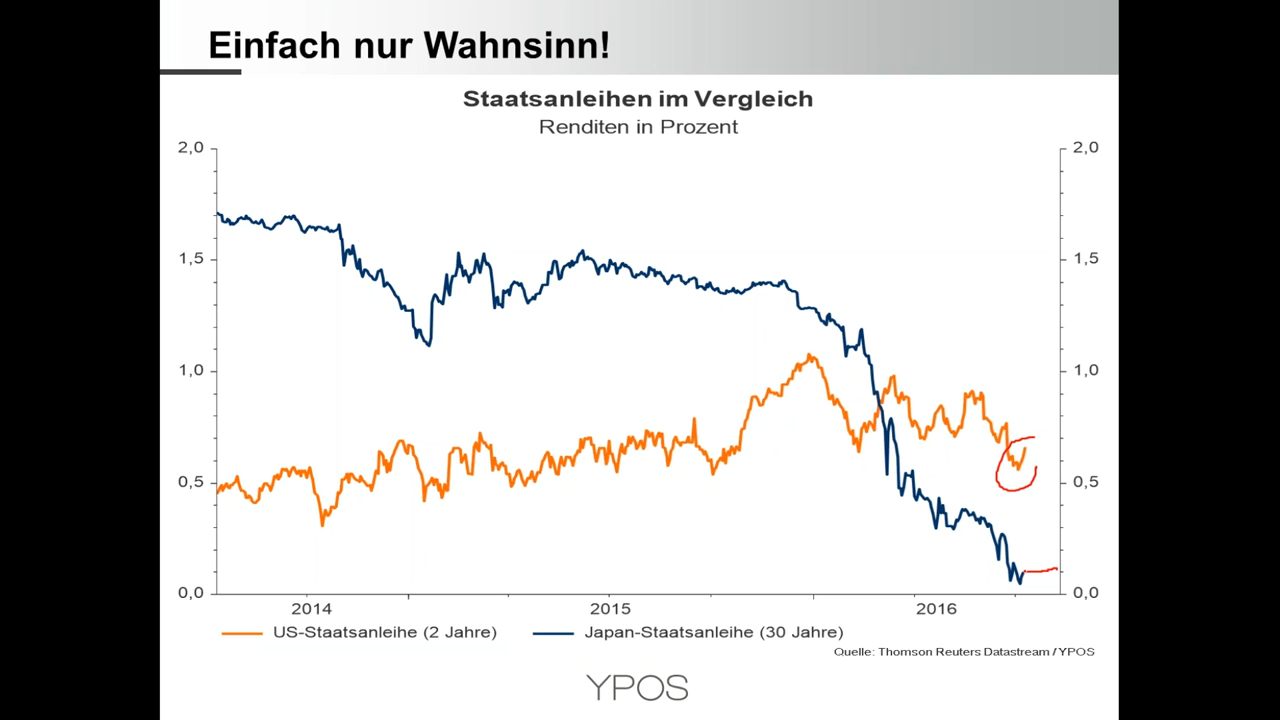 Einfach nur Wahnsinn!
Staatsanleihen im Vergleich
Renditen in Prozent
2,0 2,0
1,5 1,5
1,0 1,0
0,5 0,5
0,0 0,0
2014 2015 2016
US-Staatsanleihe (2 Jahre) Japan-Staatsanleihe (30 Jahre)
Quelle: Thomson Reuters Datastream / YPOS
YPOS